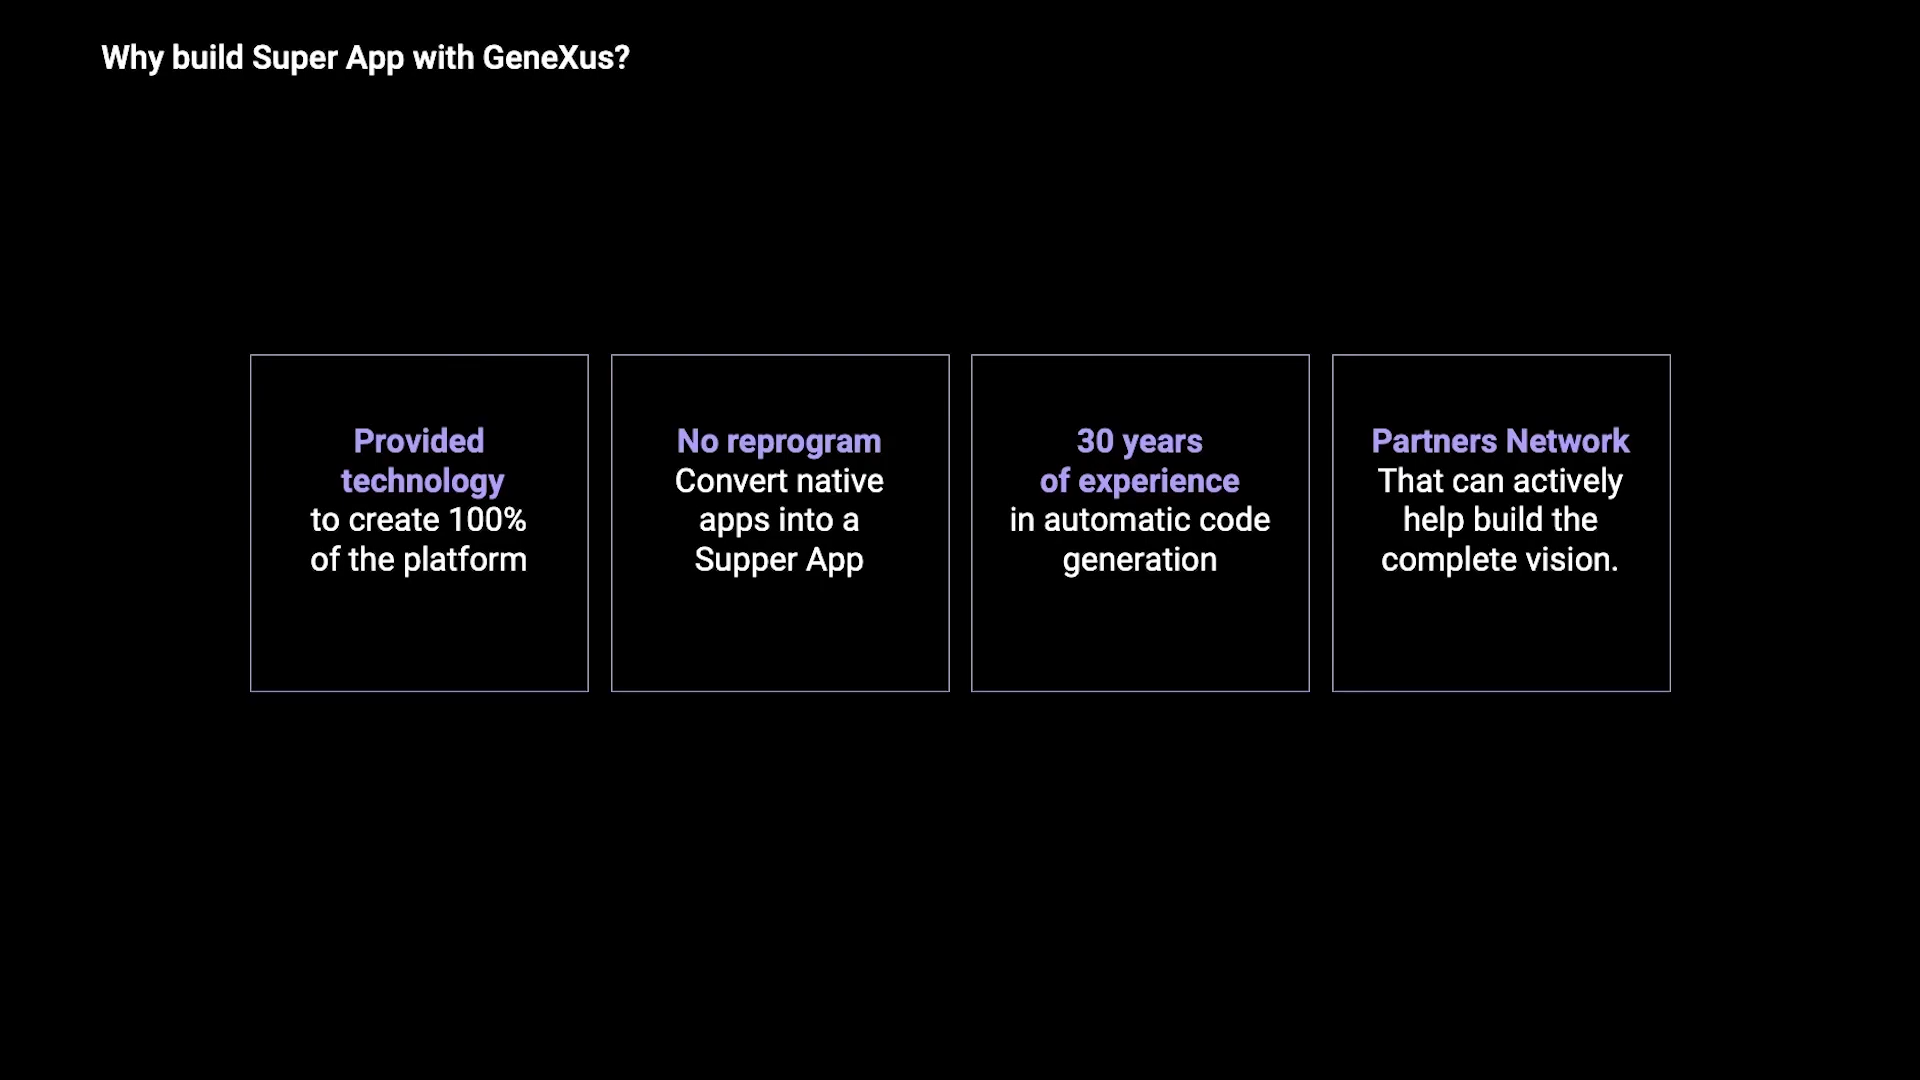 Why build Super App with GeneXus?
Provided
technology
to create 100%
of the platform
No reprogram
Convert native
apps into a
Supper App
30 years
of experience
in automatic code
generation
Partners Network
That can actively
help build the
complete vision.